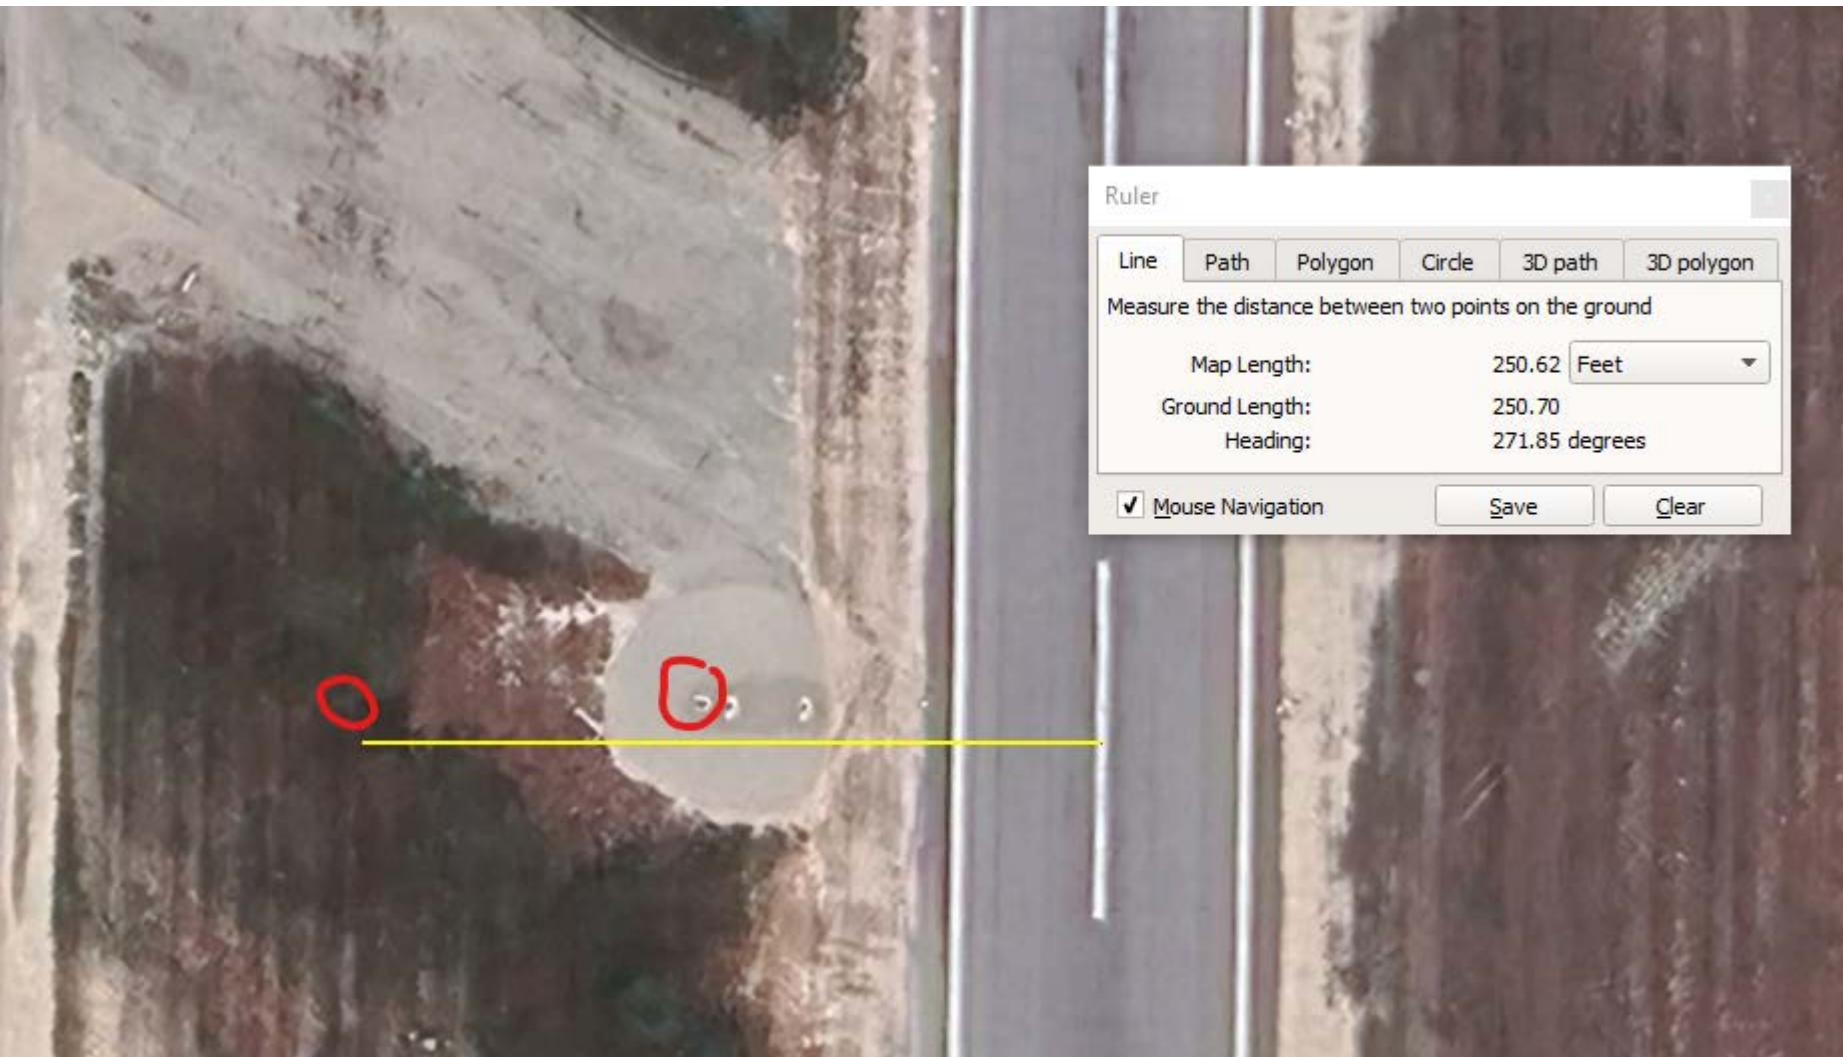 Ruler
Line Path Polygon Circle 3D path 3D polygon
Measure the distance between two points on the ground
Map Length: 250.62 Feet
Ground Length: 250.70
Heading: 271.85 degrees
Mouse Navigation Save Clear